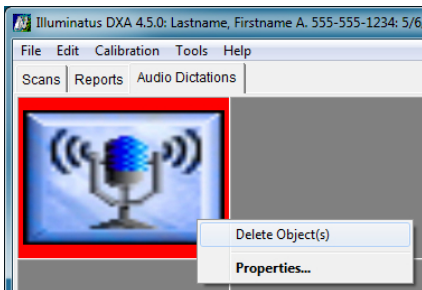 Illuminatus DXA 4.5.0: Lastname, Firstname A. 555-555-1234: 5/6
File Edit Calibration Tools Help
Scans Reports Audio Dictations
Delete Object(s)
Properties...